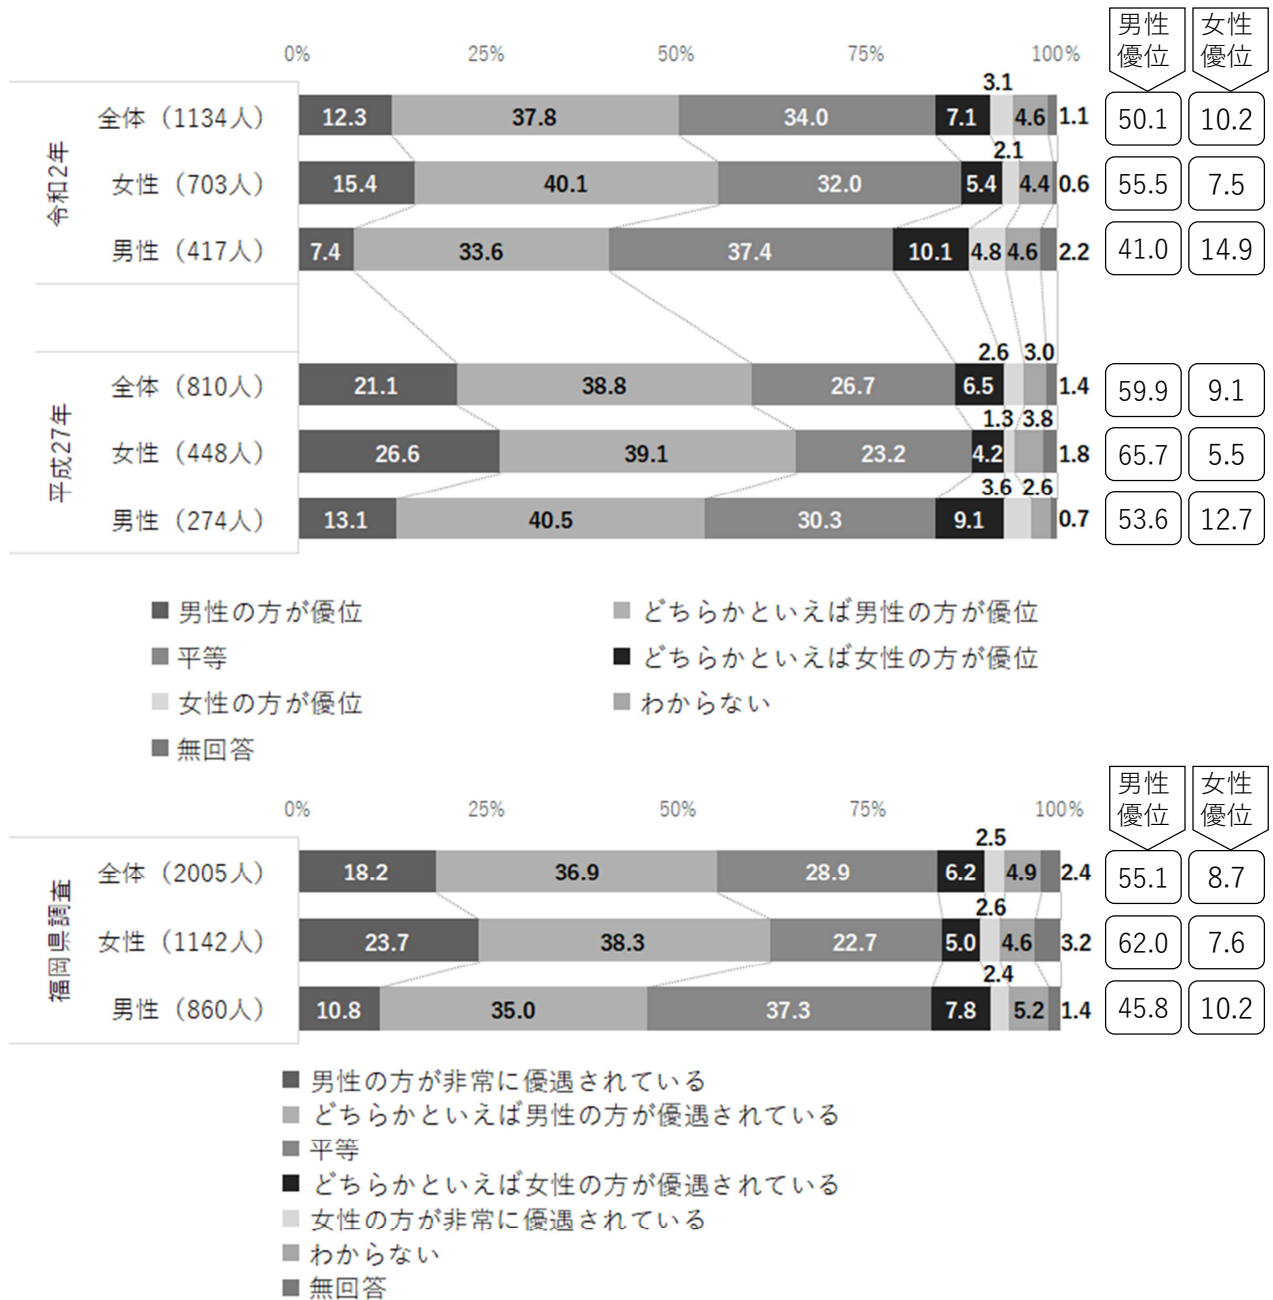 男性優位 女性優位
0% 25% 50% 75% 100%
令和2年
3.1
全体（1134人） 12.3 37.8 34.0 7.1 4.6 1.1 50.1 10.2
2.1
女性（703人） 15.4 40.1 32.0 5.4 4.4 0.6 55.5 7.5
男性（417人） 7.4 33.6 37.4 10.1 4.8 4.6 2.2 41.0 14.9
平成27年
2.6 3.0
全体（810人） 21.1 38.8 26.7 6.5 1.4 59.9 9.1
1.3 3.8
女性（448人） 26.6 39.1 23.2 4.2 1.8 65.7 5.5
3.6 2.6
男性（274人） 13.1 40.5 30.3 9.1 0.7 53.6 12.7
男性の方が優位 どちらかといえば男性の方が優位
平等 どちらかといえば女性の方が優位
女性の方が優位 わからない
無回答
男性優位 女性優位
0% 25% 50% 75% 100%
福岡県調査
2.5
全体（2005人） 18.2 36.9 28.9 6.2 4.9 2.4 55.1 8.7
2.6
女性（1142人） 23.7 38.3 22.7 5.0 4.6 3.2 62.0 7.6
2.4
男性（860人） 10.8 35.0 37.3 7.8 5.2 1.4 45.8 10.2
男性の方が非常に優遇されている
どちらかといえば男性の方が優遇されている
平等
どちらかといえば女性の方が優遇されている
女性の方が非常に優遇されている
わからない
無回答